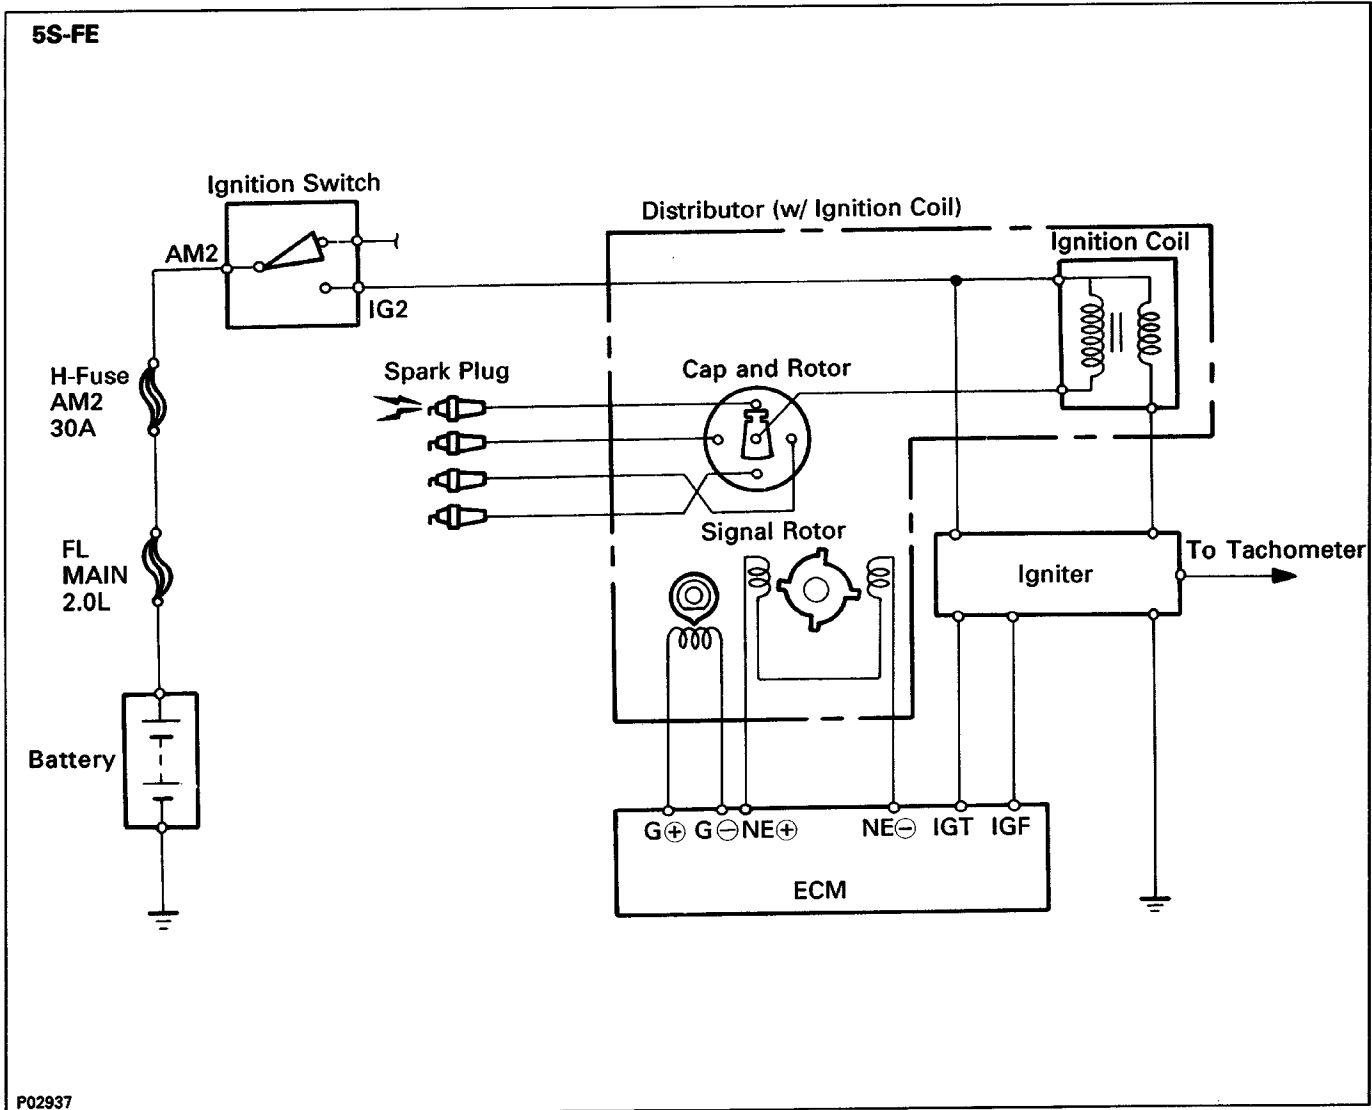 5S-FE
Ignition Switch
AM2
IG2
Distributor (w/ Ignition Coil)
Ignition Coil
H-Fuse
AM2
30A
Spark Plug
Cap and Rotor
Signal Rotor
FL
MAIN
2.0L
Igniter
To Tachometer
Battery
G⊕ G⊖ NE⊕ NE⊖ IGT IGF
ECM
P02937